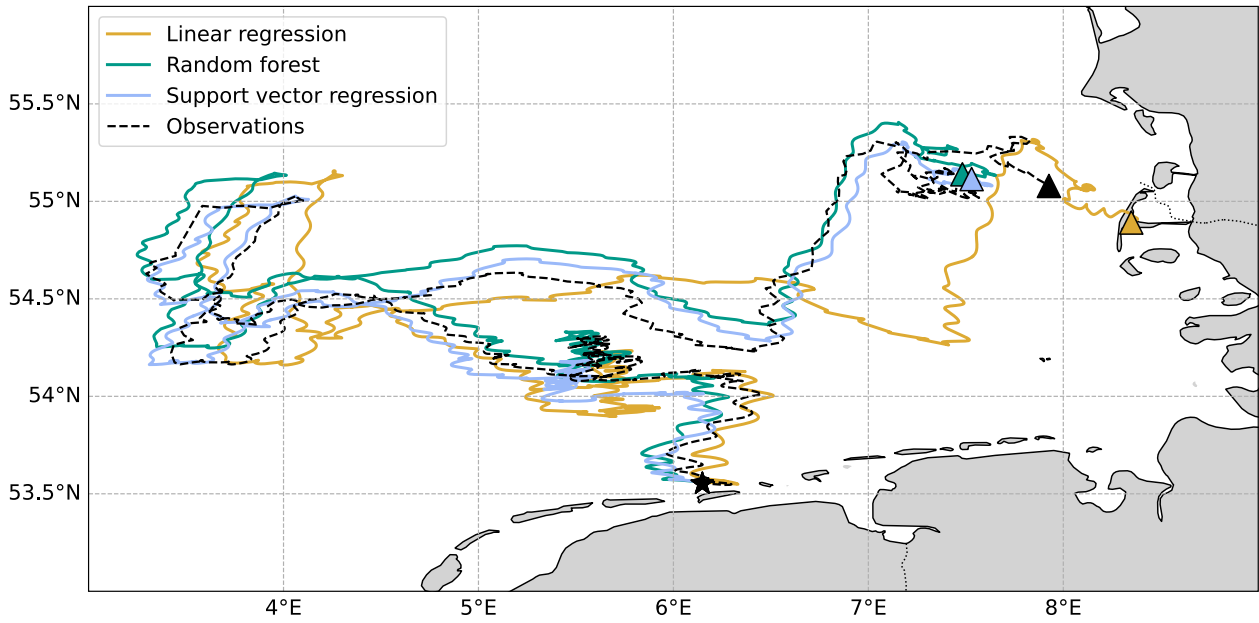 Linear regression
Random forest
Support vector regression
Observations
55.5°N
55°N
54.5°N
54°N
53.5°N
4°E 5°E 6°E 7°E 8°E